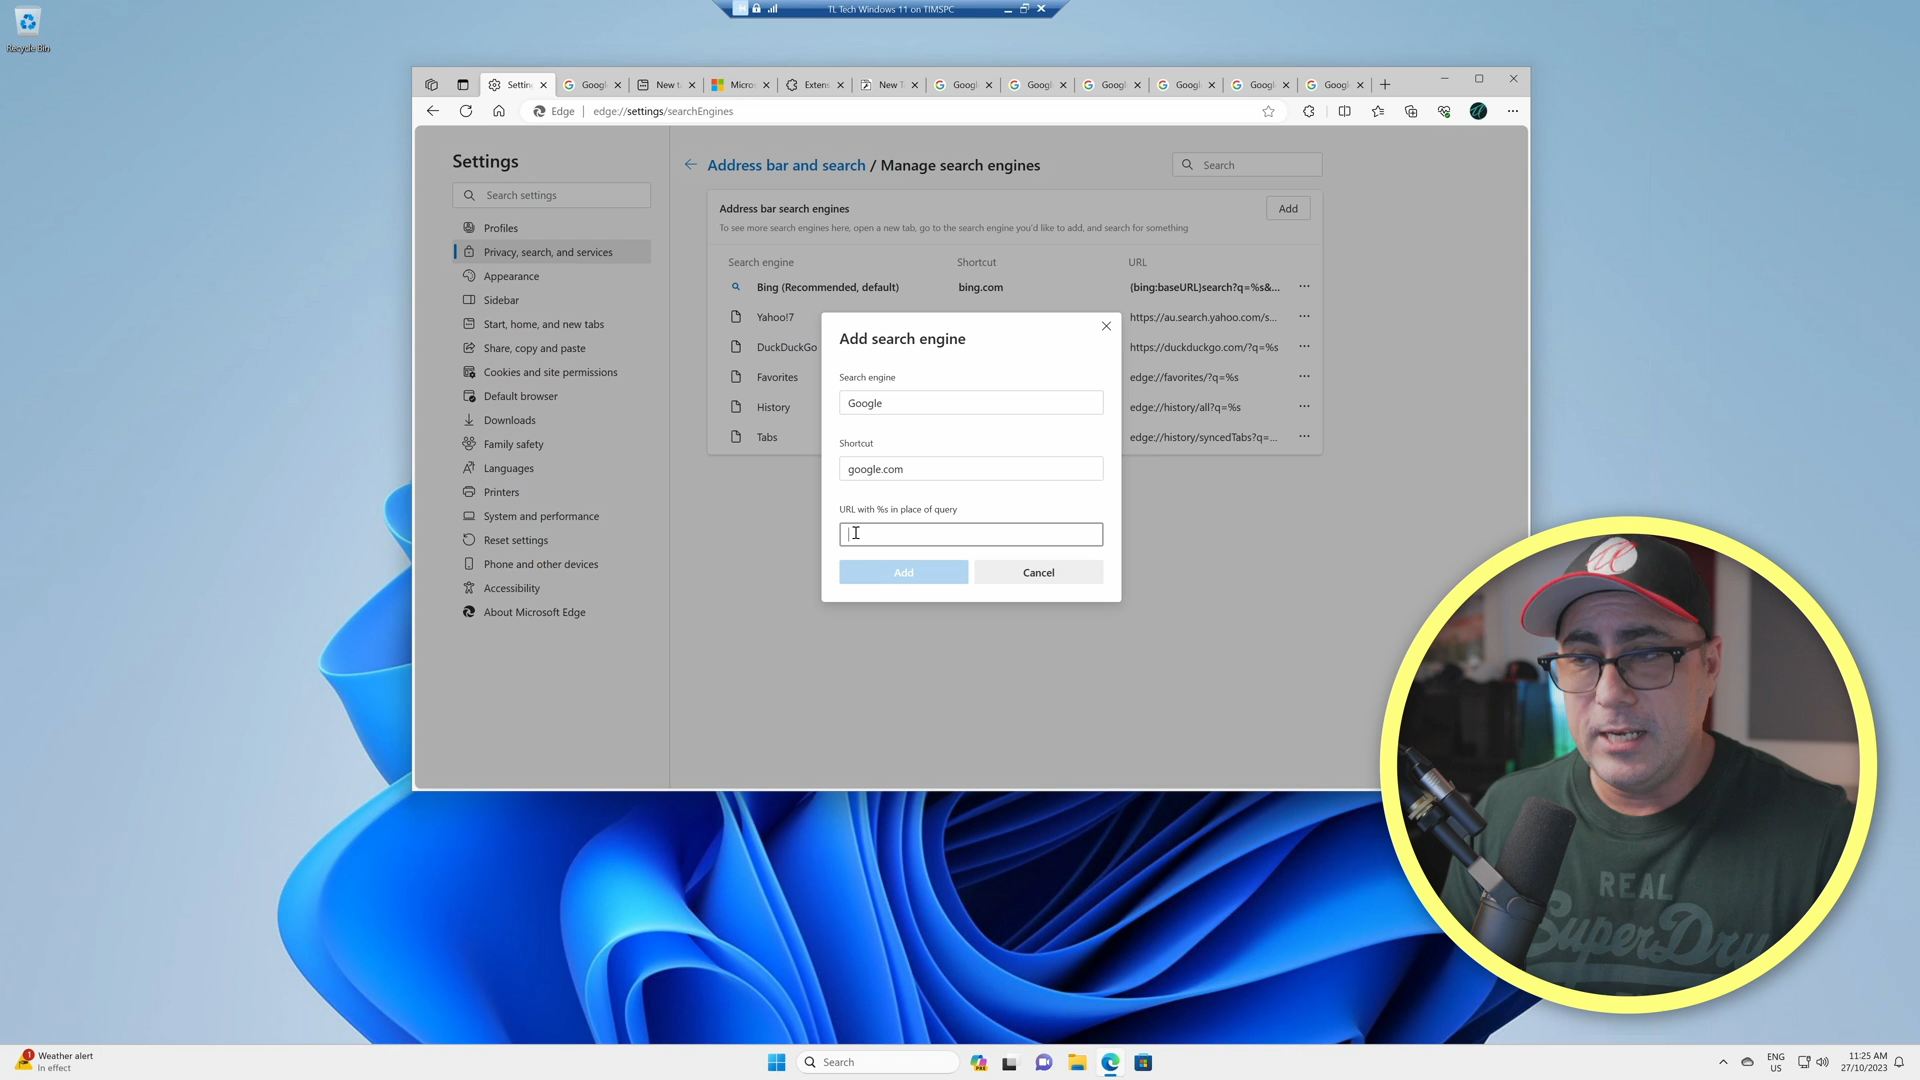 TL Tech Windows 11 on TIMSPC
Recycle Bin
Settin
Googl
New t
Micros
Extens
New T
Googl
Googl
Googl
Googl
Googl
Googl
Edge
edge://settings/searchEngines
Settings
Search settings
Profiles
Privacy, search, and services
Appearance
Sidebar
Start, home, and new tabs
Share, copy and paste
Cookies and site permissions
Default browser
Downloads
Family safety
Languages
Printers
System and performance
Reset settings
Phone and other devices
Accessibility
About Microsoft Edge
Address bar and search / Manage search engines
Search
Address bar search engines
Add
To see more search engines here, open a new tab, go to the search engine you'd like to add, and search for something
Search engine Shortcut URL
Bing (Recommended, default) bing.com {bing:baseURL}search?q=%s&...
Yahoo!7 https://au.search.yahoo.com/s...
DuckDuckGo https://duckduckgo.com/?q=%s
Favorites edge://favorites/?q=%s
History edge://history/all?q=%s
Tabs edge://history/syncedTabs?q=...
Add search engine
Search engine
Google
Shortcut
google.com
URL with %s in place of query
Add
Cancel
REAL
SuperDry
1
Weather alert
In effect
Search
PRE
ENG
US
11:25 AM
27/10/2023